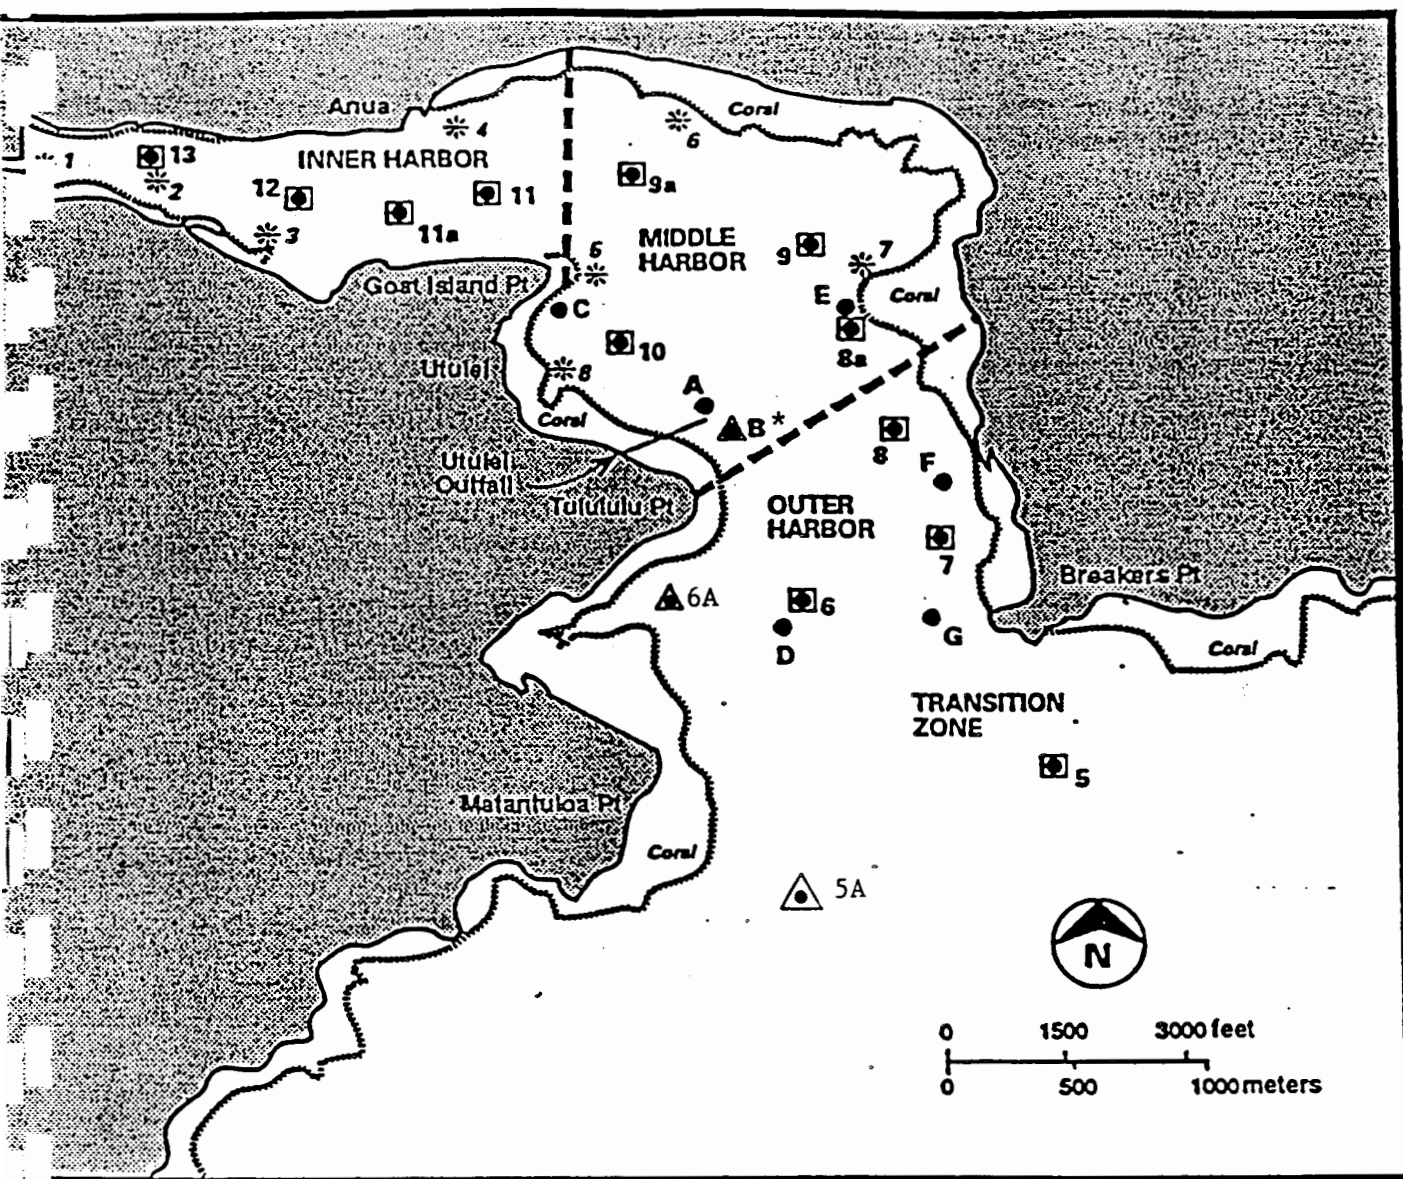 Anua
Coral
4
6
1
13
INNER HARBOR
2
12
11
9a
11a
3
MIDDLE
HARBOR
9
7
5
Goat Island Pt
C
E
Coral
10
8a
Utulei
8
A
Coral
B *
8
F
Utulei
Outfall
Tulutulu Pt
OUTER
HARBOR
7
Breakers Pt
6A
6
D
G
Coral
TRANSITION
ZONE
5
Matautuloa Pt
Coral
5A
N
0 1500 3000 feet
0 500 1000 meters